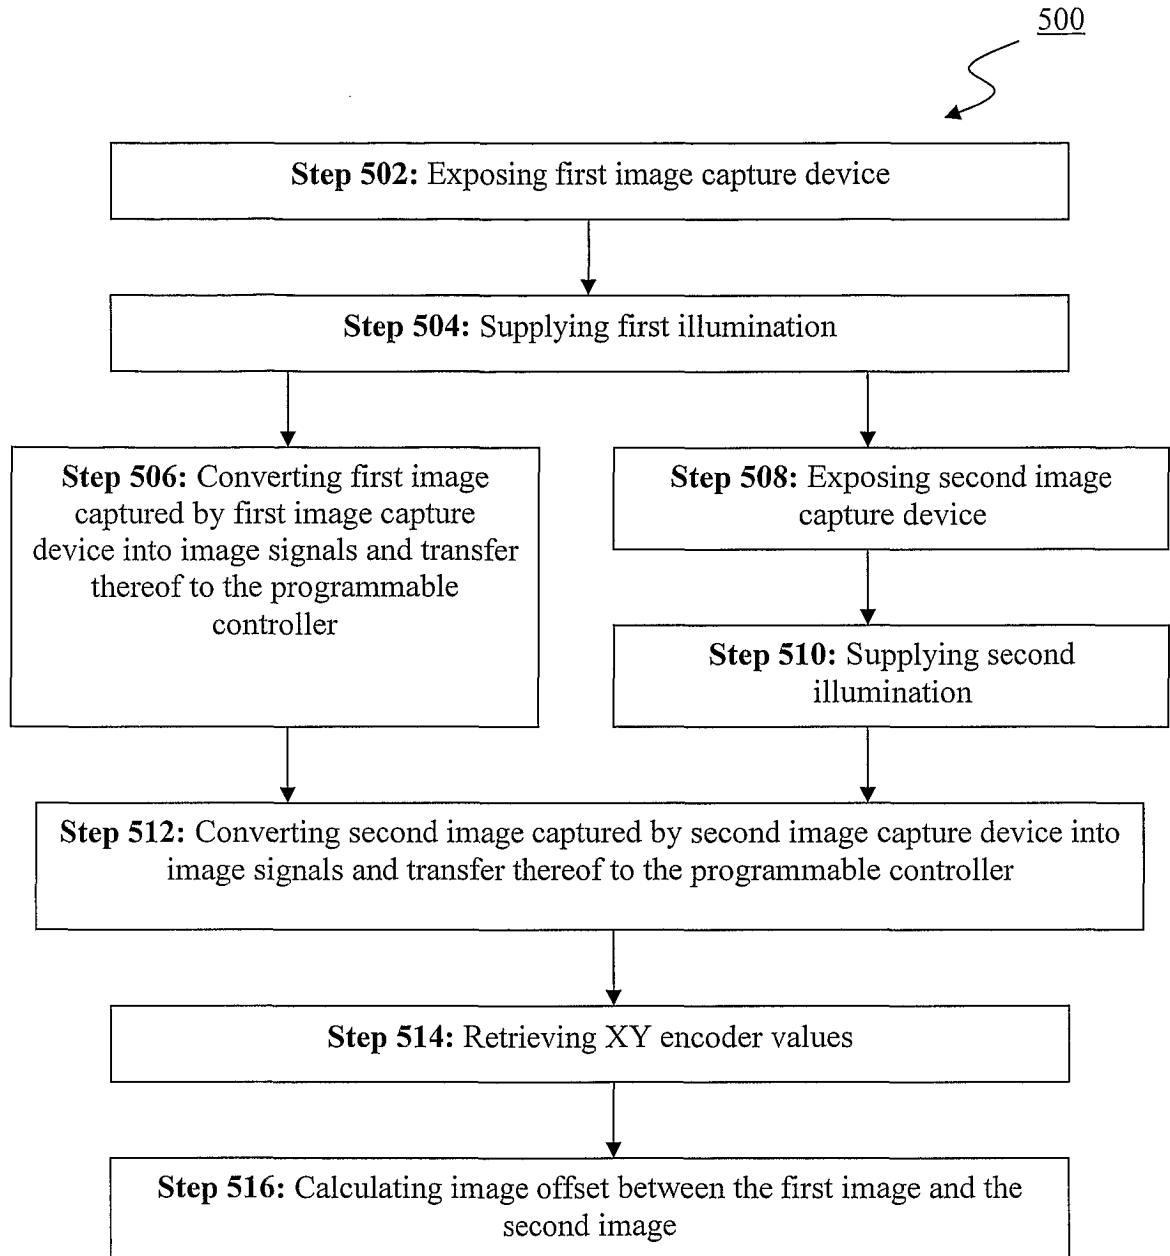 500
Step 502: Exposing first image capture device
Step 504: Supplying first illumination
Step 506: Converting first image
captured by first image capture
device into image signals and transfer
thereof to the programmable
controller
Step 508: Exposing second image
capture device
Step 510: Supplying second
illumination
Step 512: Converting second image captured by second image capture device into
image signals and transfer thereof to the programmable controller
Step 514: Retrieving XY encoder values
Step 516: Calculating image offset between the first image and the
second image